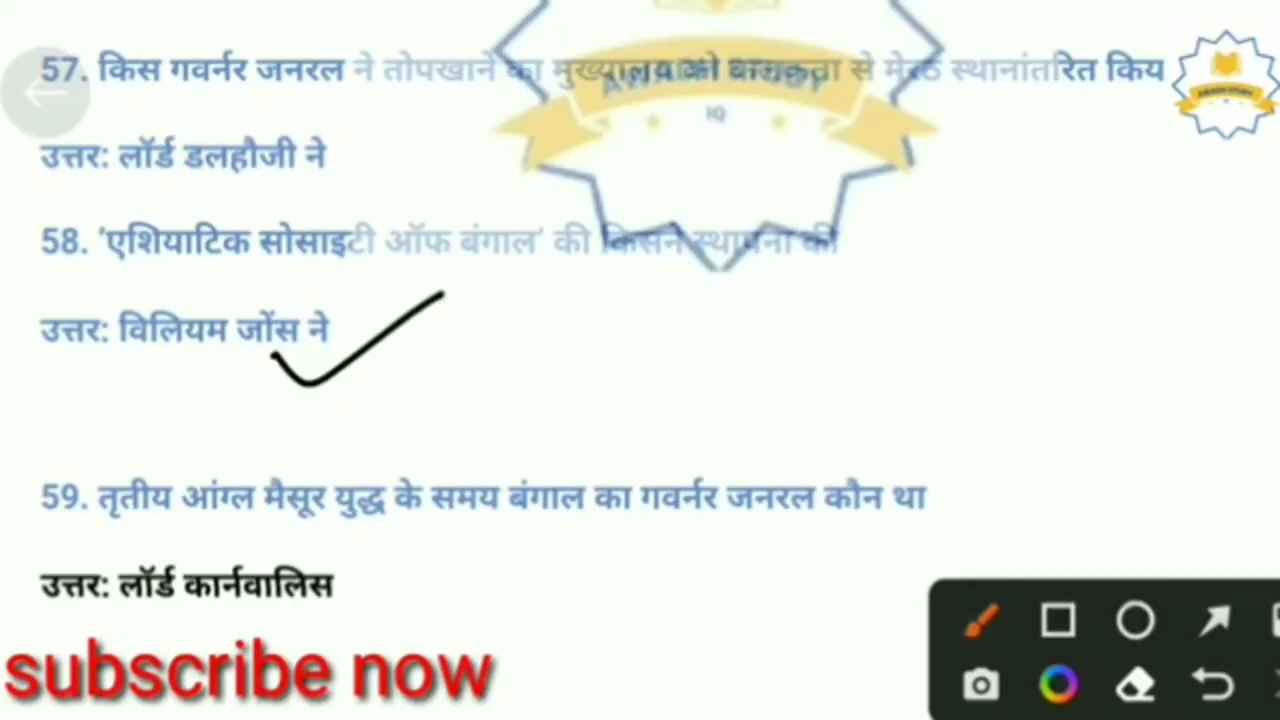 57. किस गवर्नर जनरल ने तोपखाने का मुख्यालय को कलकत्ता से मेरठ स्थानांतरित किय
उत्तर: लॉर्ड डलहौजी ने
58. 'एशियाटिक सोसाइटी ऑफ बंगाल' की किसने स्थापना की
उत्तर: विलियम जोंस ने
59. तृतीय आंग्ल मैसूर युद्ध के समय बंगाल का गवर्नर जनरल कौन था
उत्तर: लॉर्ड कार्नवालिस
subscribe now